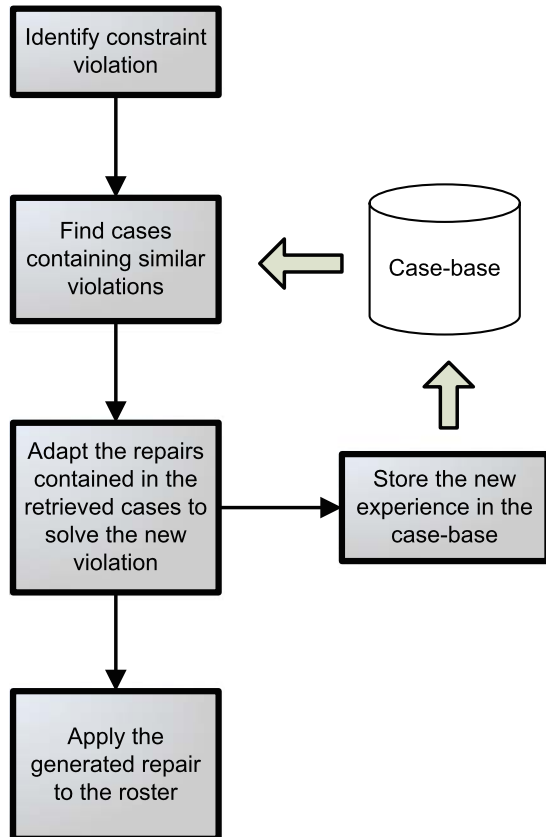 Identify constraint
violation
Find cases
containing similar
violations
Case-base
Adapt the repairs
contained in the
retrieved cases to
solve the new
violation
Store the new
experience in the
case-base
Apply the
generated repair
to the roster